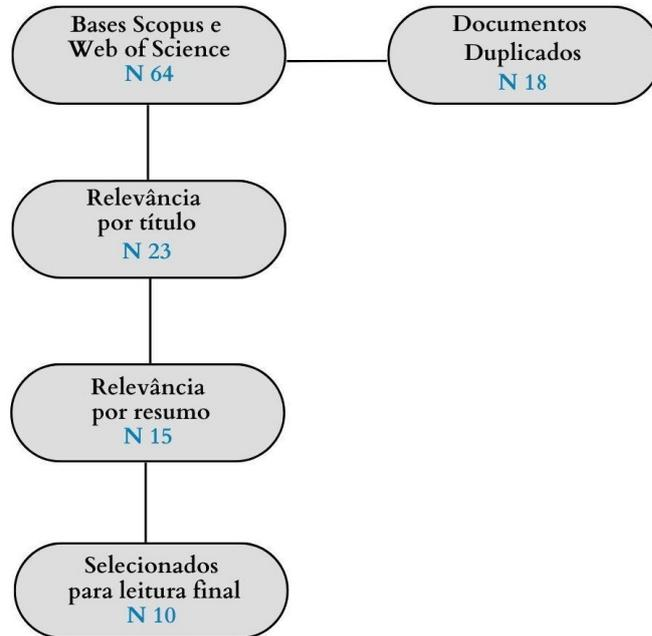 Bases Scopus e
Web of Science
N 64
Documentos
Duplicados
N 18
Relevância
por título
N 23
Relevância
por resumo
N 15
Selecionados
para leitura final
N 10